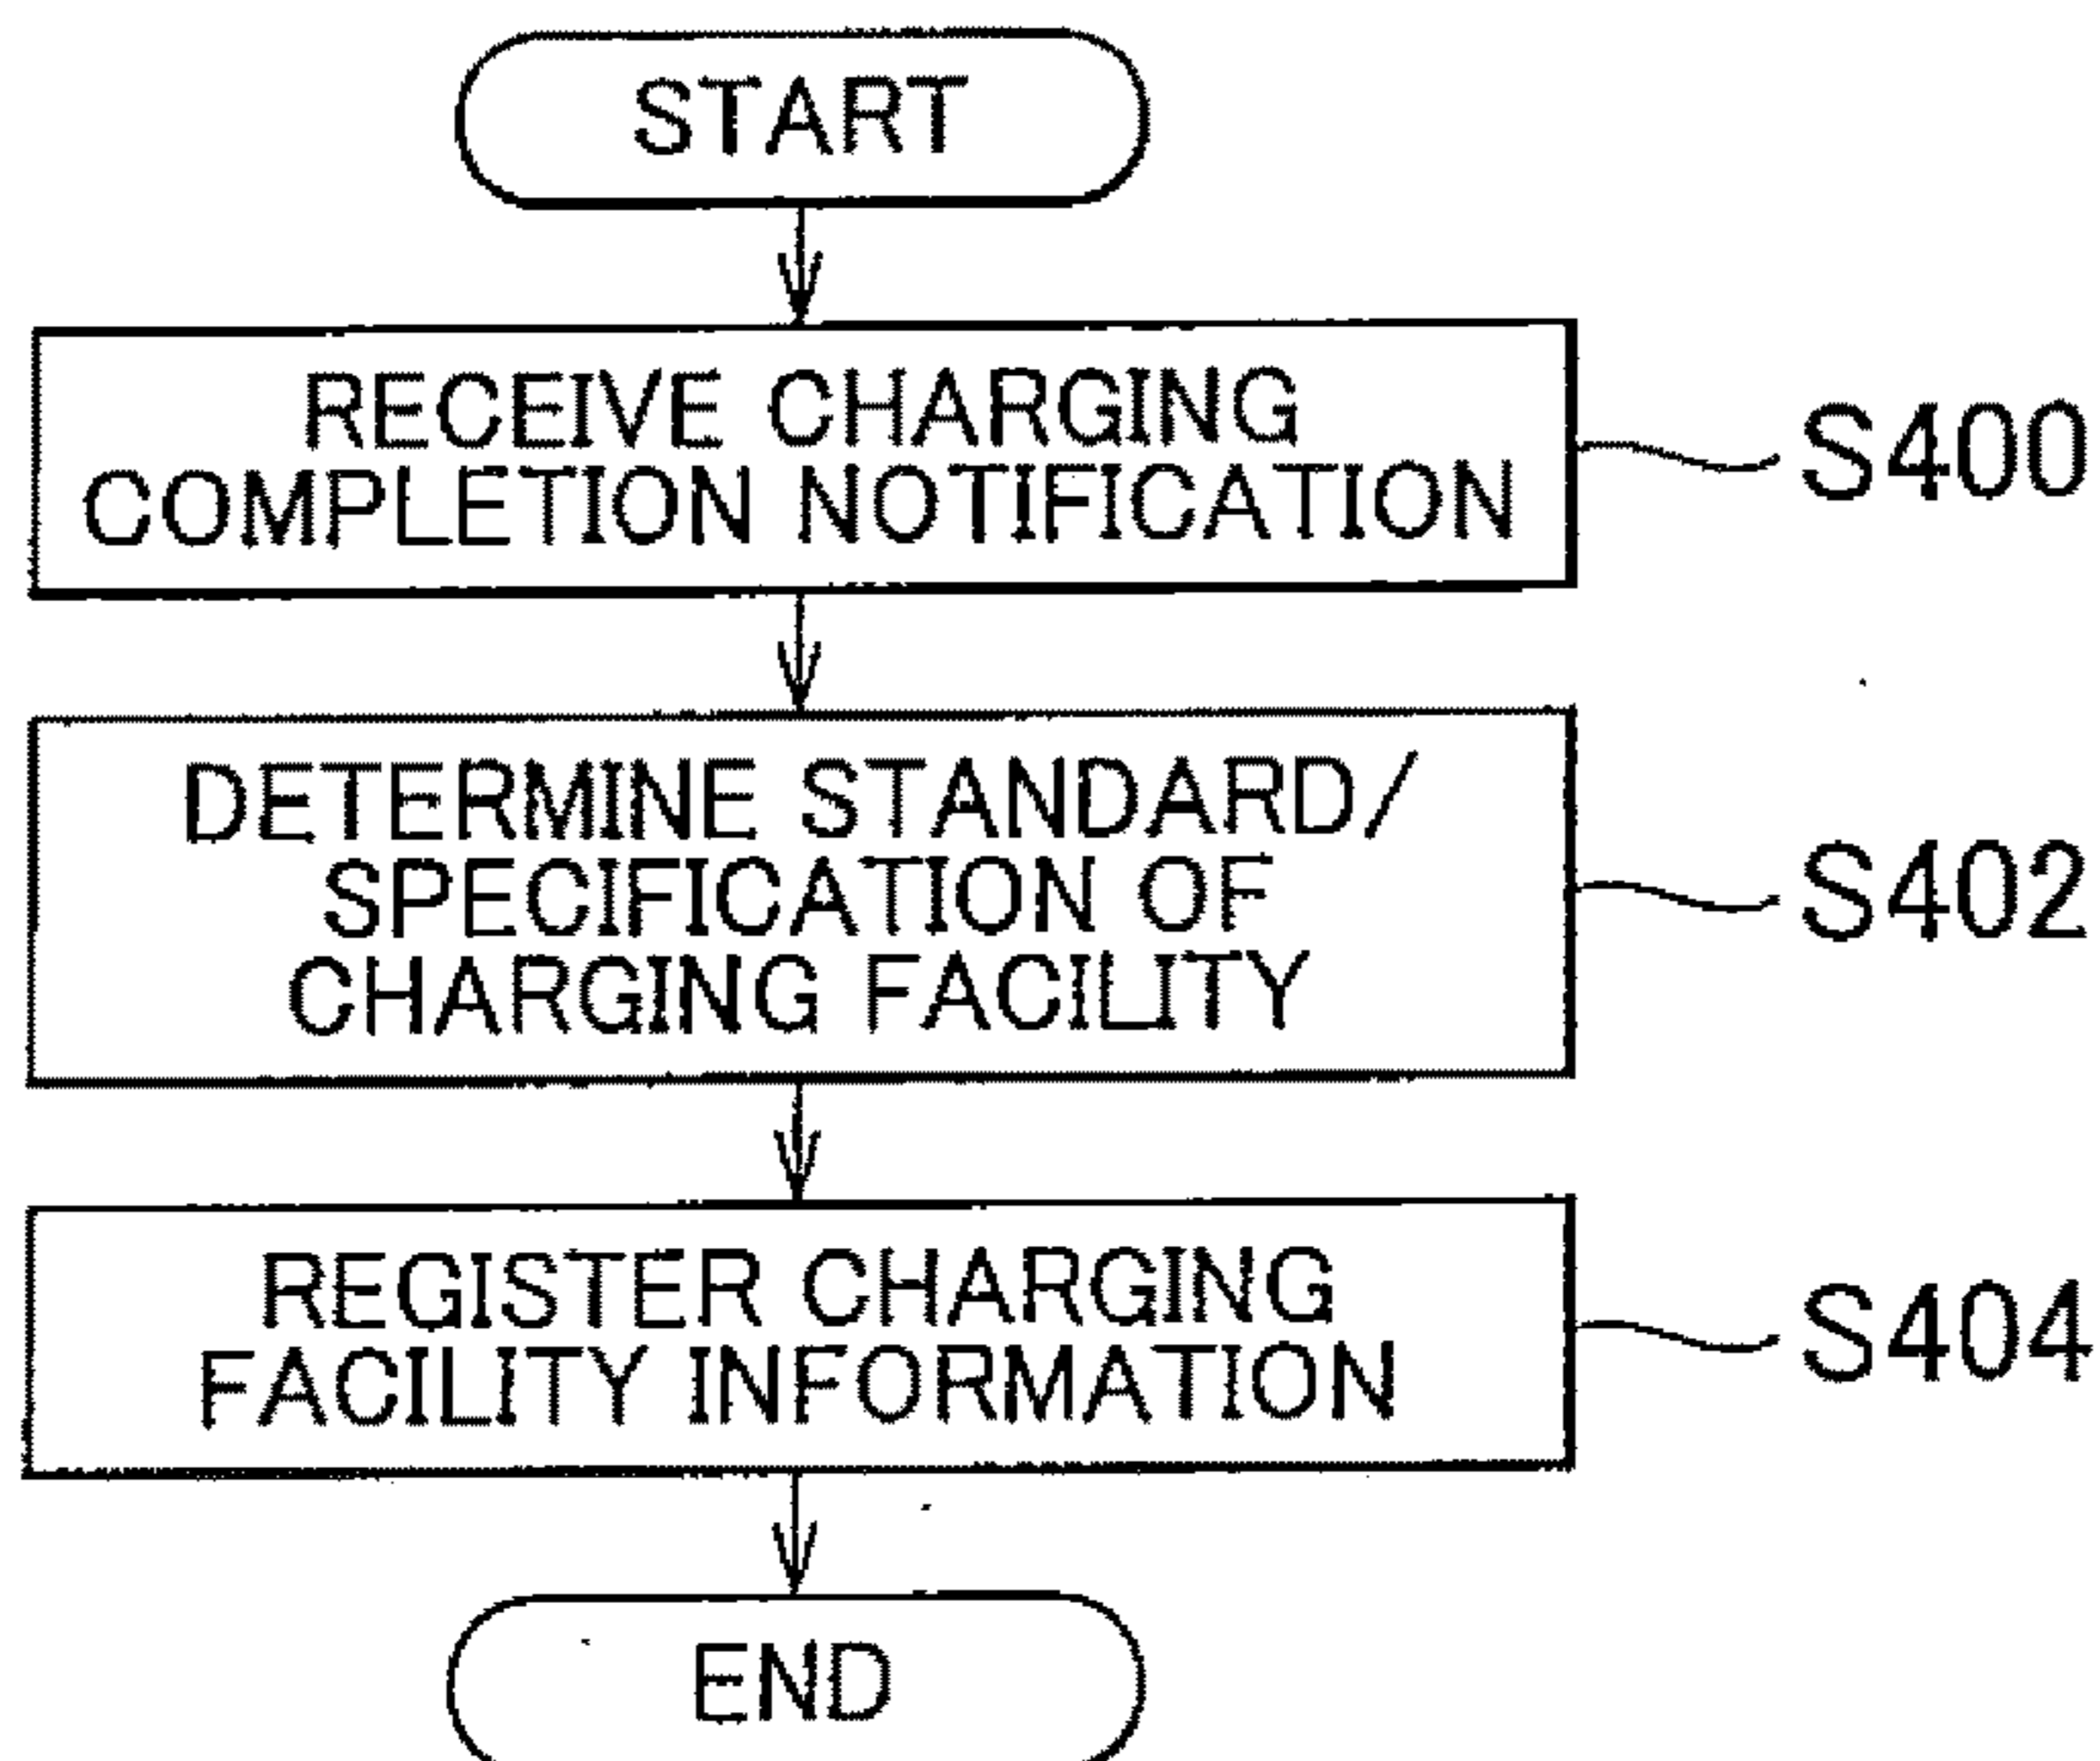 START
RECEIVE CHARGING
COMPLETION NOTIFICATION
S400
DETERMINE STANDARD/
SPECIFICATION OF
CHARGING FACILITY
S402
REGISTER CHARGING
FACILITY INFORMATION
S404
END